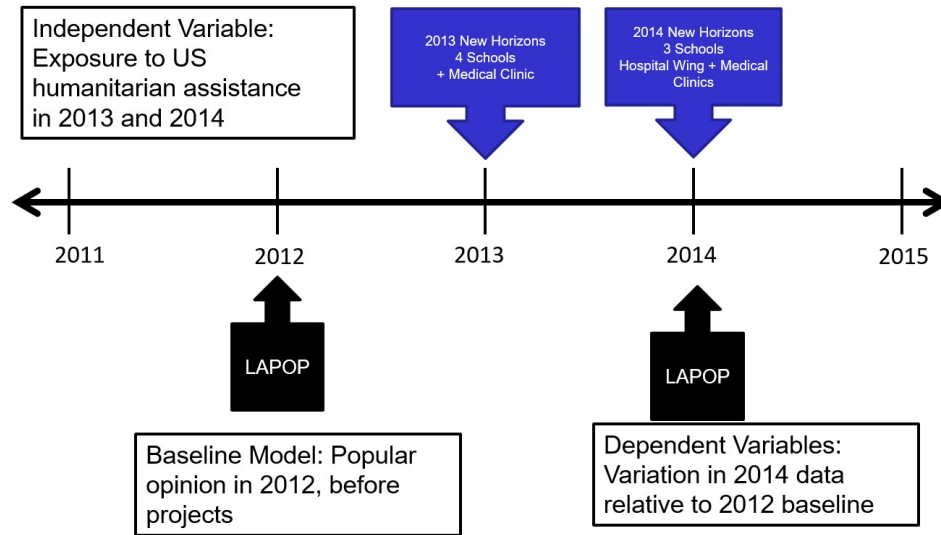 Independent Variable:
Exposure to US
humanitarian assistance
in 2013 and 2014
2013 New Horizons
4 Schools
+ Medical Clinic
2014 New Horizons
3 Schools
Hospital Wing + Medical
Clinics
2011
2012
2013
2014
2015
LAPOP
LAPOP
Baseline Model: Popular
opinion in 2012, before
projects
Dependent Variables:
Variation in 2014 data
relative to 2012 baseline